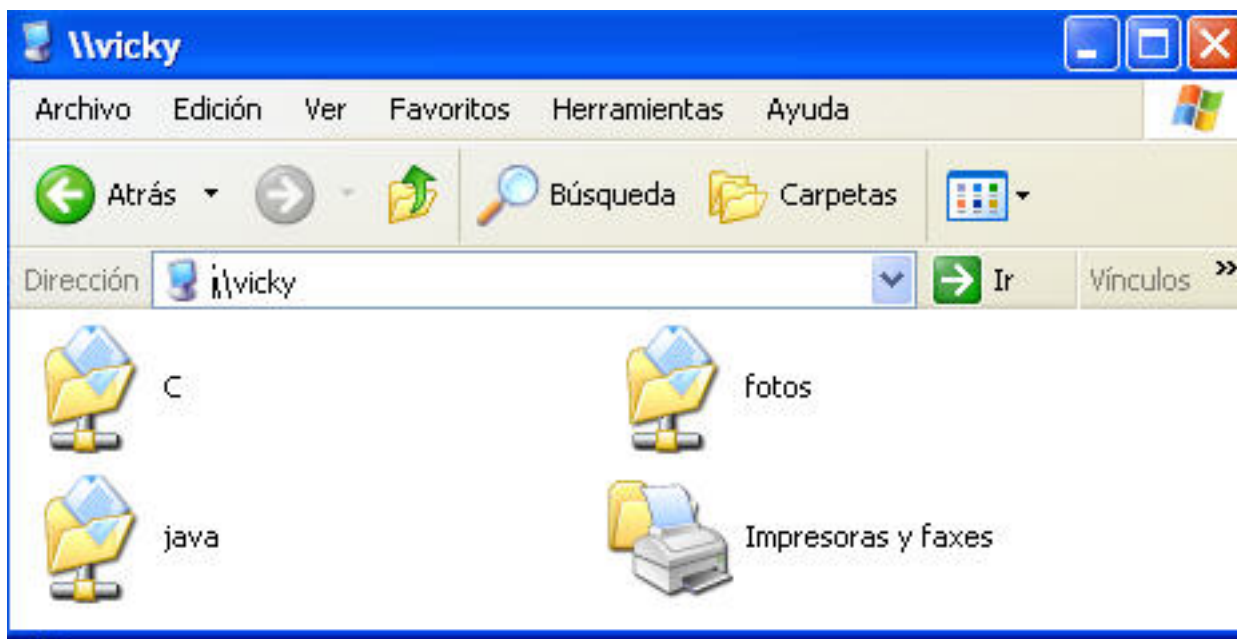 \\vicky
Archivo Edición Ver Favoritos Herramientas Ayuda
Atrás Búsqueda Carpetas
Dirección \\vicky Ir Vínculos »
C fotos
java Impresoras y faxes